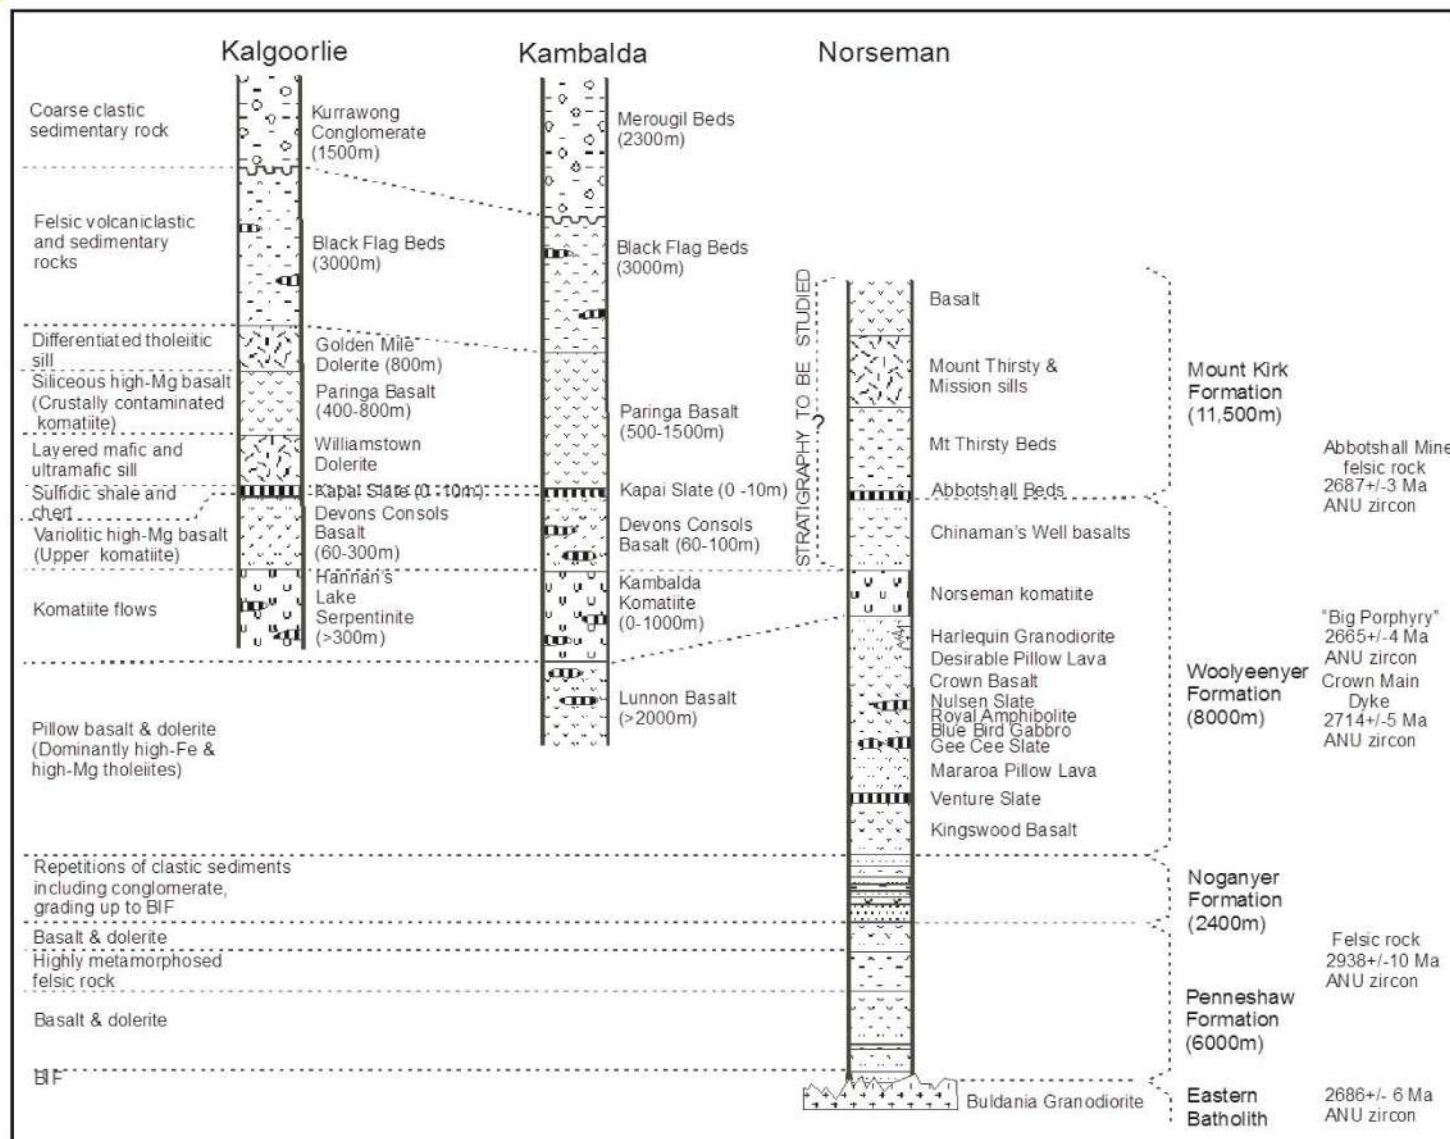 Kalgoorlie
Kambalda
Norseman
Coarse clastic
sedimentary rock
Felsic volcaniclastic
and sedimentary
rocks
Differentiated tholeiitic
sill
Siliceous high-Mg basalt
(Crustally contaminated
komatiite)
Layered mafic and
ultramafic sill
Sulfidic shale and
chert
Variolitic high-Mg basalt
(Upper komatiite)
Komatiite flows
Pillow basalt & dolerite
(Dominantly high-Fe &
high-Mg tholeiites)
Repetitions of clastic sediments
including conglomerate,
grading up to BIF
Basalt & dolerite
Highly metamorphosed
felsic rock
Basalt & dolerite
BIF
Kurrawong
Conglomerate
(1500m)
Black Flag Beds
(3000m)
Golden Mile
Dolerite (800m)
Paringa Basalt
(400-800m)
Williamstown
Dolerite
Kapai Slate (0 -10m)
Devons Consols
Basalt
(60-300m)
Hannan's
Lake
Serpentinite
(>300m)
Merougil Beds
(2300m)
Black Flag Beds
(3000m)
Paringa Basalt
(500-1500m)
Kapai Slate (0 -10m)
Devons Consols
Basalt (60-100m)
Kambalda
Komatiite
(0-1000m)
Lunnon Basalt
(>2000m)
STRATIGRAPHY TO BE STUDIED
?
Basalt
Mount Thirsty &
Mission sills
Mt Thirsty Beds
Abbotshall Beds
Chinaman's Well basalts
Norseman komatiite
Harlequin Granodiorite
Desirable Pillow Lava
Crown Basalt
Nulsen Slate
Royal Amphibolite
Blue Bird Gabbro
Gee Cee Slate
Mararoa Pillow Lava
Venture Slate
Kingswood Basalt
Buldania Granodiorite
Mount Kirk
Formation
(11,500m)
Woolyeenyer
Formation
(8000m)
Noganyer
Formation
(2400m)
Penneshaw
Formation
(6000m)
Eastern
Batholith
Abbotshall Mine
felsic rock
2687+/-3 Ma
ANU zircon
"Big Porphyry"
2665+/-4 Ma
ANU zircon
Crown Main
Dyke
2714+/-5 Ma
ANU zircon
Felsic rock
2938+/-10 Ma
ANU zircon
2686+/- 6 Ma
ANU zircon